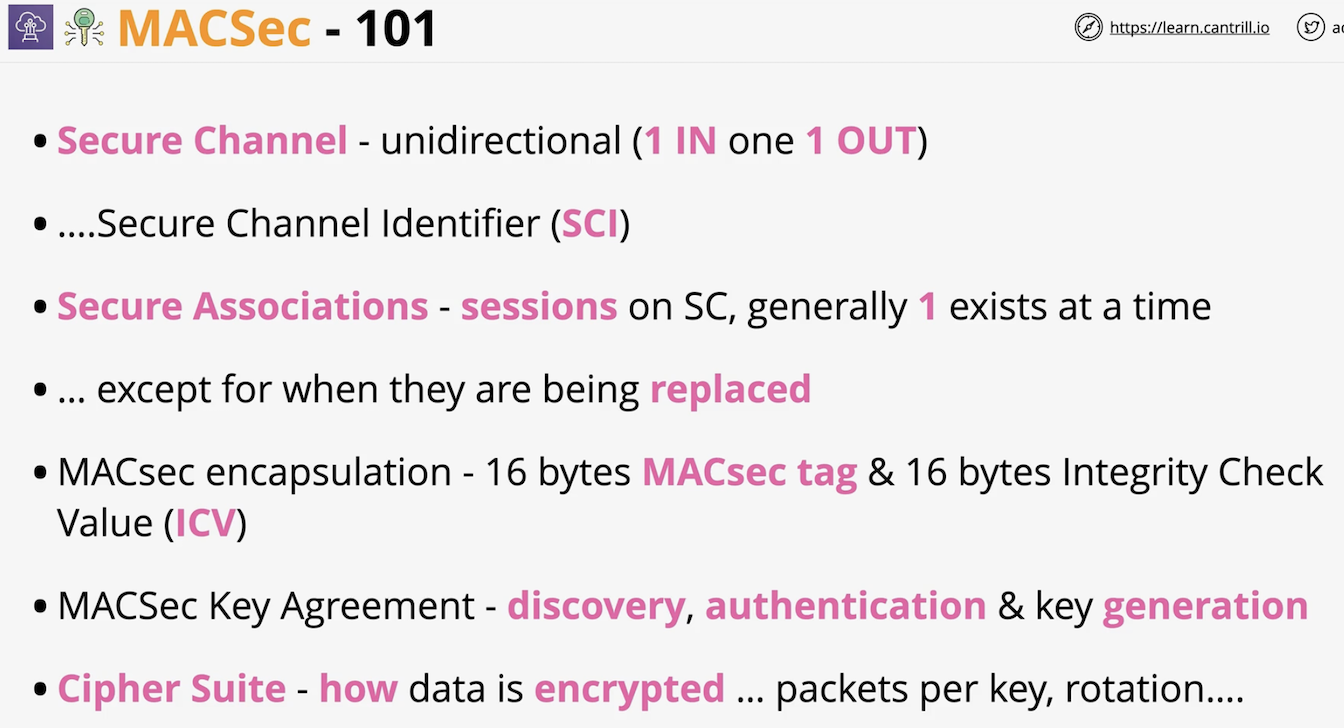 MACSec - 101
https://learn.cantrill.io
• Secure Channel - unidirectional (1 IN one 1 OUT)
• ....Secure Channel Identifier (SCI)
• Secure Associations - sessions on SC, generally 1 exists at a time
• ... except for when they are being replaced
• MACsec encapsulation - 16 bytes MACsec tag & 16 bytes Integrity Check
Value (ICV)
• MACSec Key Agreement - discovery, authentication & key generation
• Cipher Suite - how data is encrypted ... packets per key, rotation....